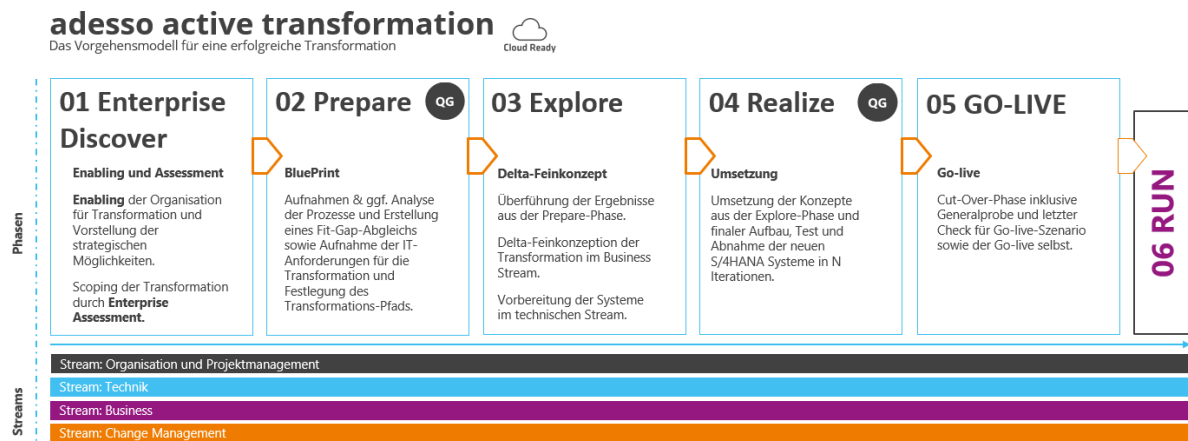 adesso active transformation
Das Vorgehensmodell für eine erfolgreiche Transformation
Cloud Ready
Phasen
01 Enterprise
Discover
Enabling und Assessment
Enabling der Organisation
für Transformation und
Vorstellung der
strategischen
Möglichkeiten.
Scoping der Transformation
durch Enterprise
Assessment.
02 Prepare
QG
BluePrint
Aufnahmen & ggf. Analyse
der Prozesse und Erstellung
eines Fit-Gap-Abgleichs
sowie Aufnahme der IT-
Anforderungen für die
Transformation und
Festlegung des
Transformations-Pfads.
03 Explore
Delta-Feinkonzept
Überführung der Ergebnisse
aus der Prepare-Phase.
Delta-Feinkonzeption der
Transformation im Business
Stream.
Vorbereitung der Systeme
im technischen Stream.
04 Realize
QG
Umsetzung
Umsetzung der Konzepte
aus der Explore-Phase und
finaler Aufbau, Test und
Abnahme der neuen
S/4HANA Systeme in N
Iterationen.
05 GO-LIVE
Go-live
Cut-Over-Phase inklusive
Generalprobe und letzter
Check für Go-live-Szenario
sowie der Go-live selbst.
06 RUN
Streams
Stream: Organisation und Projektmanagement
Stream: Technik
Stream: Business
Stream: Change Management